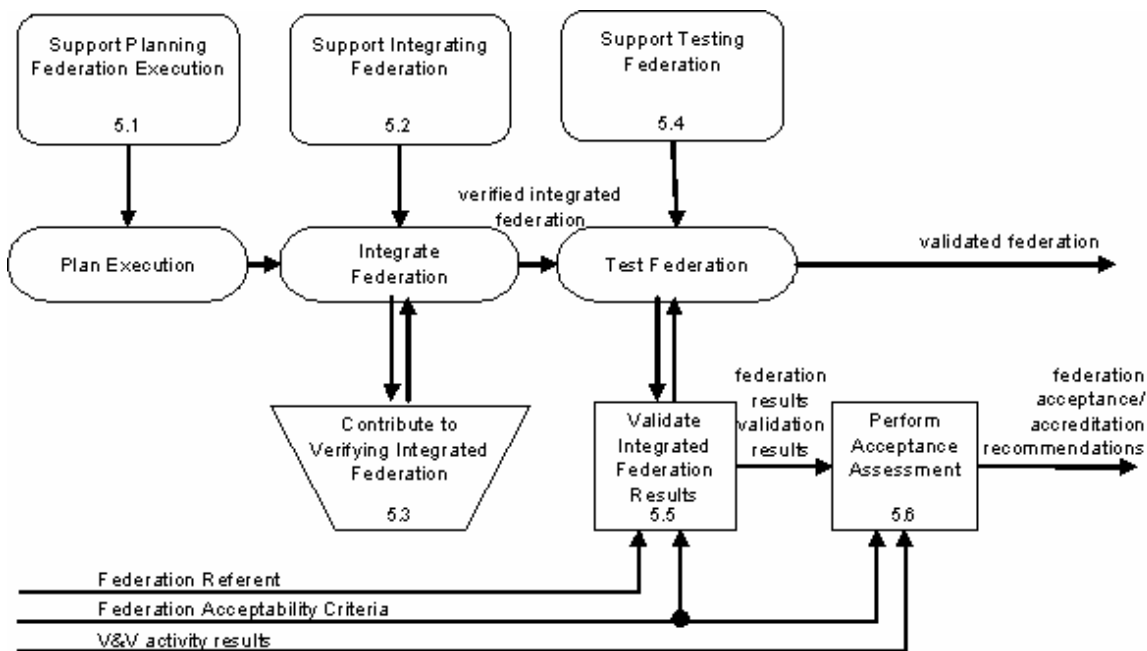 Support Planning
Federation Execution
5.1
Support Integrating
Federation
5.2
Support Testing
Federation
5.4
verified integrated
federation
Plan Execution
Integrate
Federation
Test Federation
validated federation
Contribute to
Verifying Integrated
Federation
5.3
Validate
Integrated
Federation
Results
5.5
federation
results
validation
results
Perform
Acceptance
Assessment
5.6
federation
acceptance/
accreditation
recommendations
Federation Referent
Federation Acceptability Criteria
V&V activity results